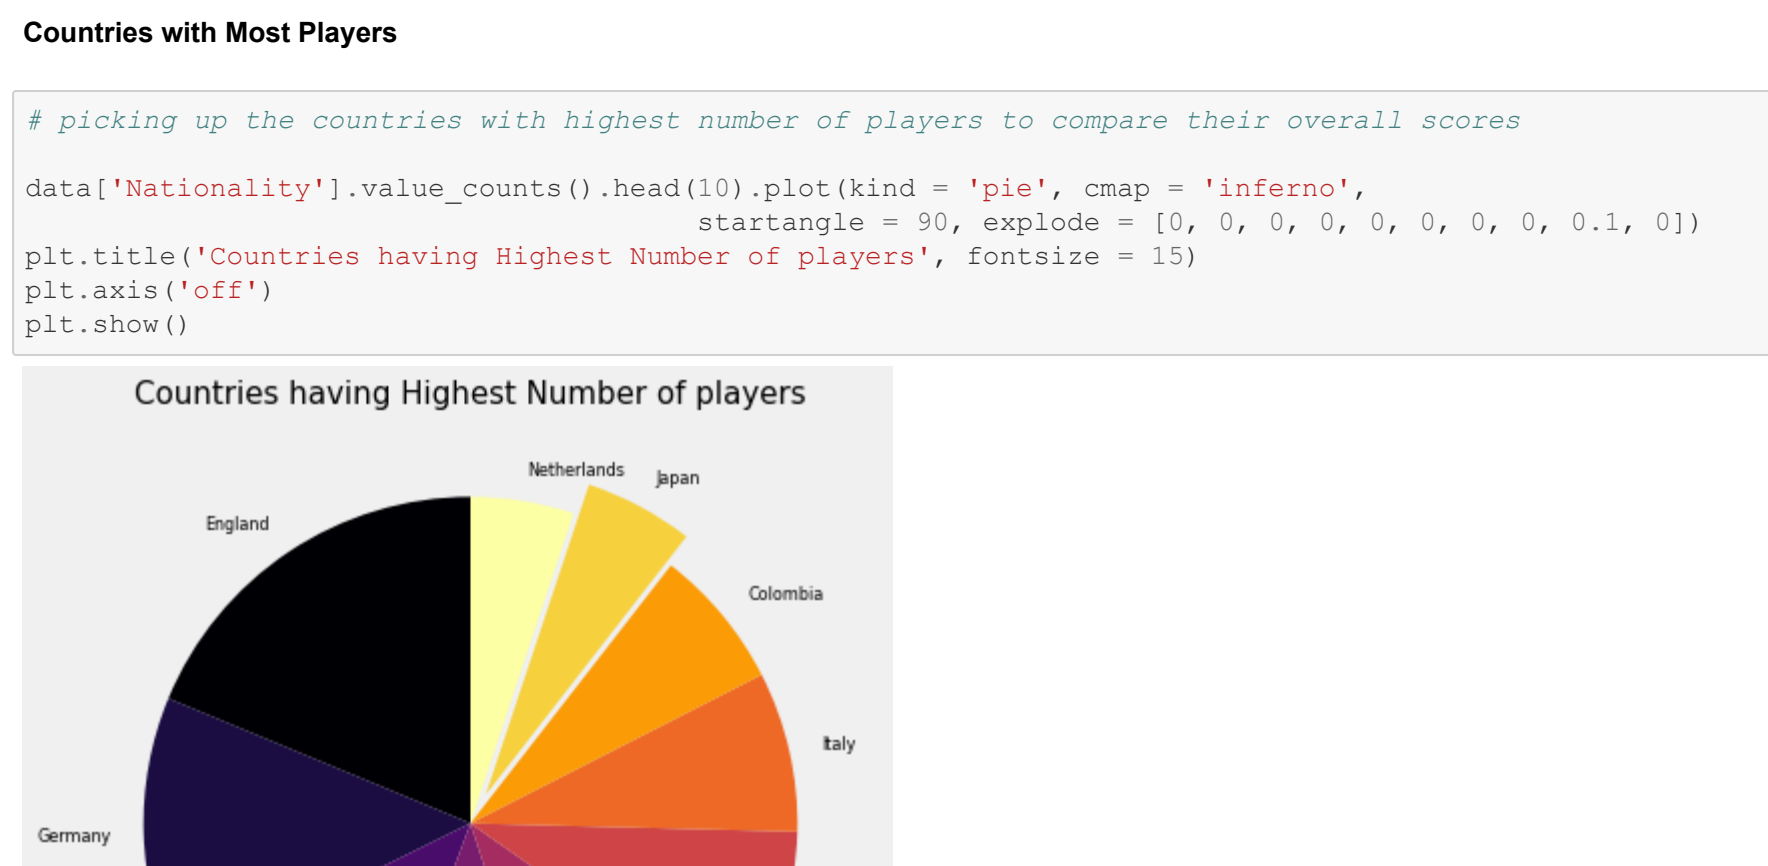 Countries with Most Players
# picking up the countries with highest number of players to compare their overall scores
data['Nationality'].value_counts().head(10).plot(kind = 'pie', cmap = 'inferno',
startangle = 90, explode = [0, 0, 0, 0, 0, 0, 0, 0, 0.1, 0])
plt.title('Countries having Highest Number of players', fontsize = 15)
plt.axis('off')
plt.show()
Countries having Highest Number of players
Netherlands
Japan
England
Colombia
Italy
Germany